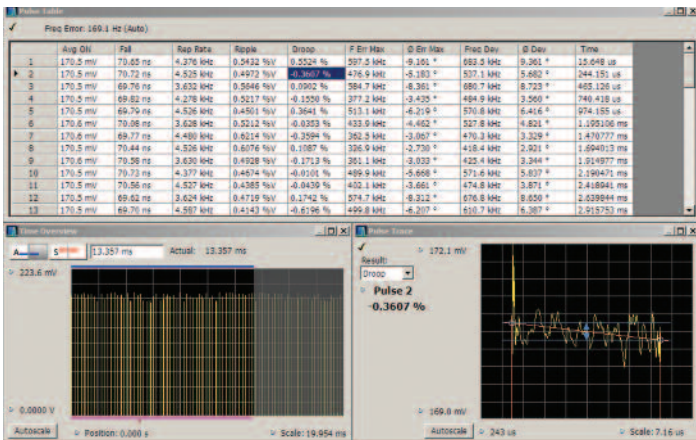 Pulse Table
Freq Error: 169.1 Hz (Auto)
Avg ON Fall Rep Rate Ripple Droop F Err Max Ø Err Max Freq Dev Ø Dev Time
1 170.5 mV 70.65 ns 4.376 kHz 0.5432 %V 0.5524 % 597.5 kHz -9.161 ° 683.5 kHz 9.361 ° 15.648 us
2 170.5 mV 70.72 ns 4.525 kHz 0.4972 %V -0.3607 % 476.9 kHz -5.183 ° 537.1 kHz 5.682 ° 244.151 us
3 170.5 mV 69.76 ns 3.632 kHz 0.5646 %V 0.0902 % 584.7 kHz -8.361 ° 680.7 kHz 8.723 ° 465.126 us
4 170.5 mV 69.82 ns 4.278 kHz 0.5217 %V -0.1550 % 377.2 kHz -3.435 ° 484.9 kHz 3.560 ° 740.418 us
5 170.5 mV 69.79 ns 4.526 kHz 0.4501 %V 0.3641 % 513.1 kHz -6.219 ° 570.8 kHz 6.416 ° 974.155 us
6 170.6 mV 70.08 ns 3.628 kHz 0.5212 %V -0.0353 % 433.9 kHz -4.462 ° 527.8 kHz 4.821 ° 1.195106 ms
7 170.6 mV 69.77 ns 4.480 kHz 0.6214 %V -0.3594 % 362.5 kHz -3.067 ° 470.3 kHz 3.329 ° 1.470777 ms
8 170.5 mV 70.44 ns 4.526 kHz 0.6076 %V 0.1087 % 326.9 kHz -2.730 ° 418.4 kHz 2.921 ° 1.694013 ms
9 170.6 mV 70.58 ns 3.630 kHz 0.4928 %V -0.1713 % 361.1 kHz -3.033 ° 425.4 kHz 3.344 ° 1.914977 ms
10 170.5 mV 70.73 ns 4.377 kHz 0.4674 %V -0.0101 % 489.9 kHz -5.668 ° 571.6 kHz 5.837 ° 2.190471 ms
11 170.5 mV 70.56 ns 4.527 kHz 0.4385 %V -0.0439 % 402.1 kHz -3.661 ° 474.8 kHz 3.871 ° 2.418941 ms
12 170.5 mV 69.62 ns 3.624 kHz 0.4719 %V 0.1742 % 574.7 kHz -8.312 ° 676.8 kHz 8.650 ° 2.639844 ms
13 170.5 mV 69.70 ns 4.587 kHz 0.4143 %V -0.6196 % 499.8 kHz -6.207 ° 610.7 kHz 6.387 ° 2.915753 ms
Time Overview
A S 13.357 ms Actual: 13.357 ms
223.6 mV
0.0000 V
Autoscale Position: 0.000 s Scale: 19.954 ms
Pulse Trace
172.1 mV
Result:
Droop
Pulse 2
-0.3607 %
169.0 mV
Autoscale 243 us Scale: 7.16 us